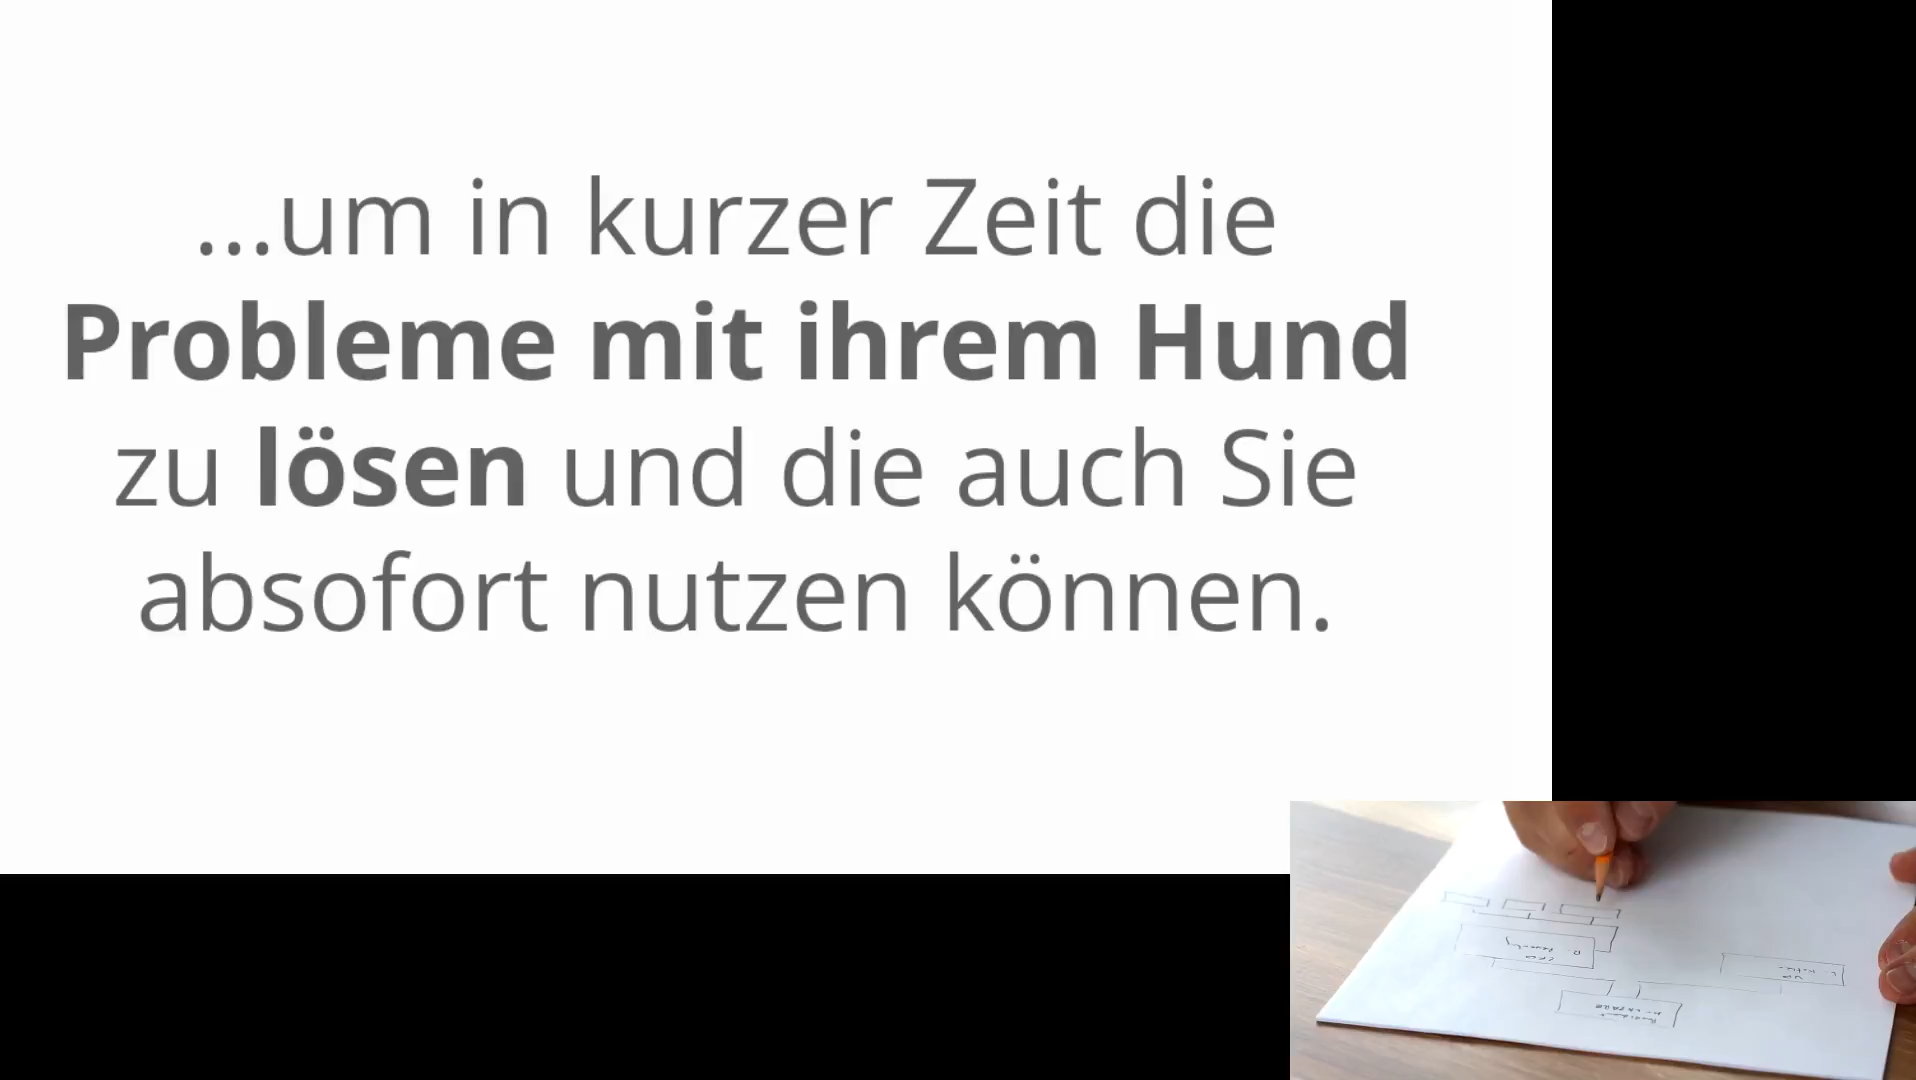 ...um in kurzer Zeit die
Probleme mit ihrem Hund
zu lösen und die auch Sie
absofort nutzen können.